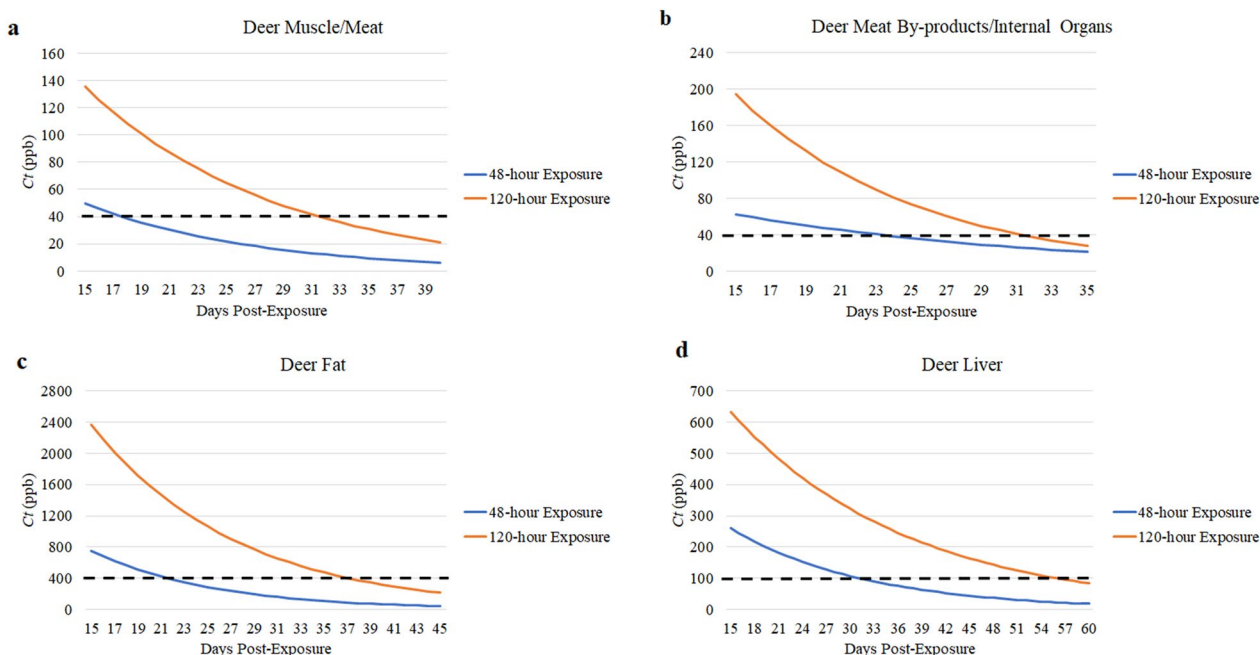 a
Deer Muscle/Meat
160
140
120
100
80
60
40
20
0
Ct (ppb)
15 17 19 21 23 25 27 29 31 33 35 37 39
Days Post-Exposure
48-hour Exposure
120-hour Exposure
b
Deer Meat By-products/Internal Organs
240
200
160
120
80
40
0
Ct (ppb)
15 17 19 21 23 25 27 29 31 33 35
Days Post-Exposure
48-hour Exposure
120-hour Exposure
c
Deer Fat
2800
2400
2000
1600
1200
800
400
0
Ct (ppb)
15 17 19 21 23 25 27 29 31 33 35 37 39 41 43 45
Days Post-Exposure
48-hour Exposure
120-hour Exposure
d
Deer Liver
700
600
500
400
300
200
100
0
Ct (ppb)
15 18 21 24 27 30 33 36 39 42 45 48 51 54 57 60
Days Post-Exposure
48-hour Exposure
120-hour Exposure